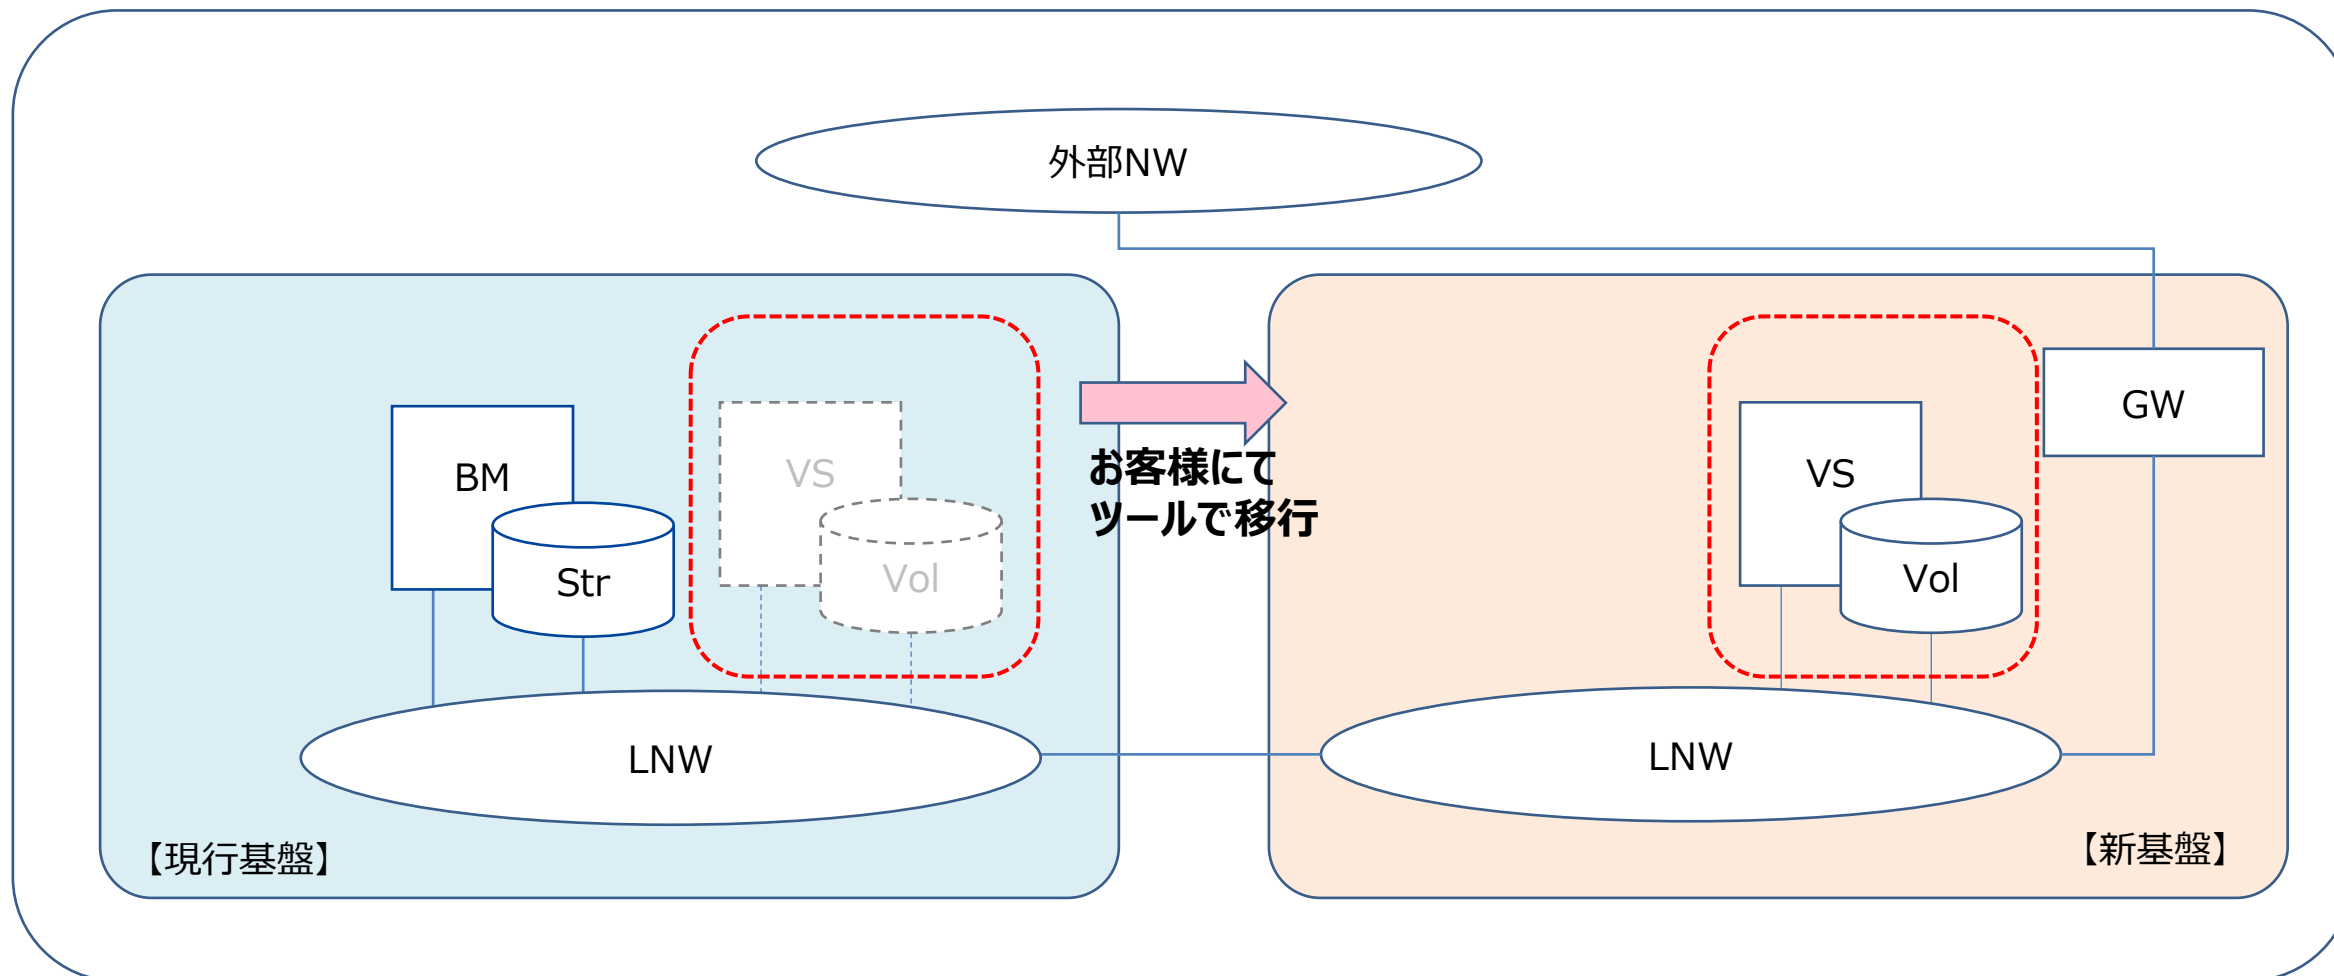 外部NW
BM
Str
VS
Vol
LNW
【現行基盤】
お客様にて
ツールで移行
VS
Vol
GW
LNW
【新基盤】